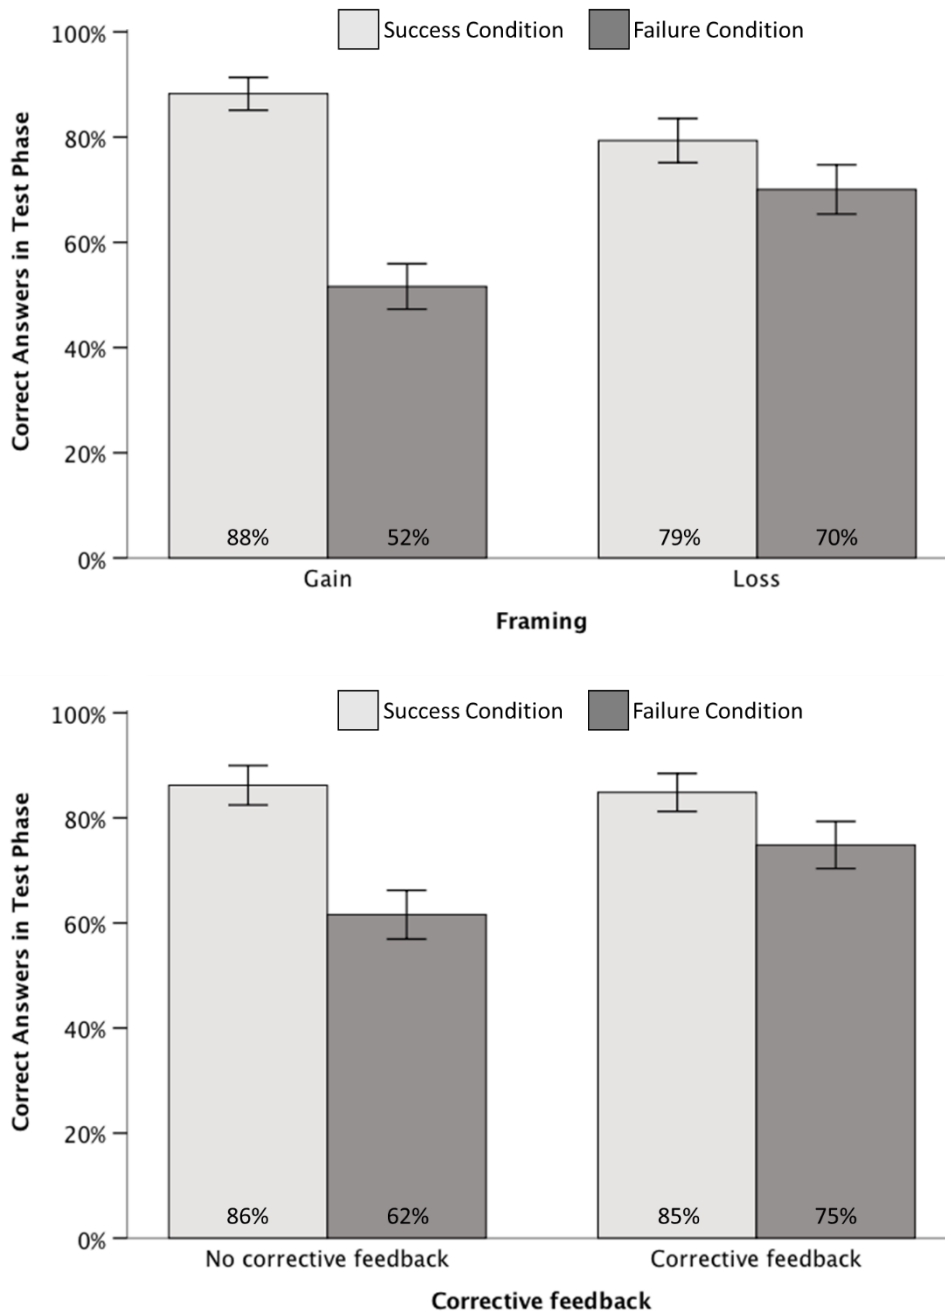 Success Condition Failure Condition
100%
80%
60%
40%
20%
0%
Correct Answers in Test Phase
88% 52% 79% 70%
Gain Loss
Framing
Success Condition Failure Condition
100%
80%
60%
40%
20%
0%
Correct Answers in Test Phase
86% 62% 85% 75%
No corrective feedback Corrective feedback
Corrective feedback